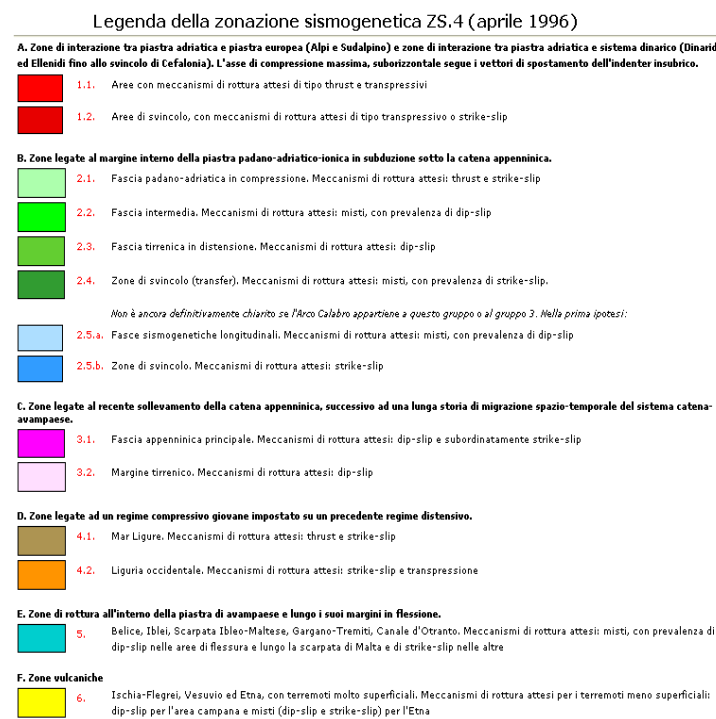 Legenda della zonazione sismogenetica ZS.4 (aprile 1996)
A. Zone di interazione tra piastra adriatica e piastra europea (Alpi e Sudalpino) e zone di interazione tra piastra adriatica e sistema dinarico (Dinarid
ed Ellenidi fino allo svincolo di Cefalonia). L'asse di compressione massima, suborizzontale segue i vettori di spostamento dell'indenter insubrico.
1.1. Aree con meccanismi di rottura attesi di tipo thrust e transpressivi
1.2. Aree di svincolo, con meccanismi di rottura attesi di tipo transpressivo o strike-slip
B. Zone legate al margine interno della piastra padano-adriatico-ionica in subduzione sotto la catena appenninica.
2.1. Fascia padano-adriatica in compressione. Meccanismi di rottura attesi: thrust e strike-slip
2.2. Fascia intermedia. Meccanismi di rottura attesi: misti, con prevalenza di dip-slip
2.3. Fascia tirrenica in distensione. Meccanismi di rottura attesi: dip-slip
2.4. Zone di svincolo (transfer). Meccanismi di rottura attesi: misti, con prevalenza di strike-slip.
Non è ancora definitivamente chiarito se l'Arco Calabro appartiene a questo gruppo o al gruppo 3. Nella prima ipotesi:
2.5.a. Fasce sismogenetiche longitudinali. Meccanismi di rottura attesi: misti, con prevalenza di dip-slip
2.5.b. Zone di svincolo. Meccanismi di rottura attesi: strike-slip
C. Zone legate al recente sollevamento della catena appenninica, successivo ad una lunga storia di migrazione spazio-temporale del sistema catena-
avampaese.
3.1. Fascia appenninica principale. Meccanismi di rottura attesi: dip-slip e subordinatamente strike-slip
3.2. Margine tirrenico. Meccanismi di rottura attesi: dip-slip
D. Zone legate ad un regime compressivo giovane impostato su un precedente regime distensivo.
4.1. Mar Ligure. Meccanismi di rottura attesi: thrust e strike-slip
4.2. Liguria occidentale. Meccanismi di rottura attesi: strike-slip e transpressione
E. Zone di rottura all'interno della piastra di avampaese e lungo i suoi margini in flessione.
5. Belice, Iblei, Scarpata Ibleo-Maltese, Gargano-Tremiti, Canale d'Otranto. Meccanismi di rottura attesi: misti, con prevalenza di
dip-slip nelle aree di flessura e lungo la scarpata di Malta e di strike-slip nelle altre
F. Zone vulcaniche
6. Ischia-Flegrei, Vesuvio ed Etna, con terremoti molto superficiali. Meccanismi di rottura attesi per i terremoti meno superficiali:
dip-slip per l'area campana e misti (dip-slip e strike-slip) per l'Etna